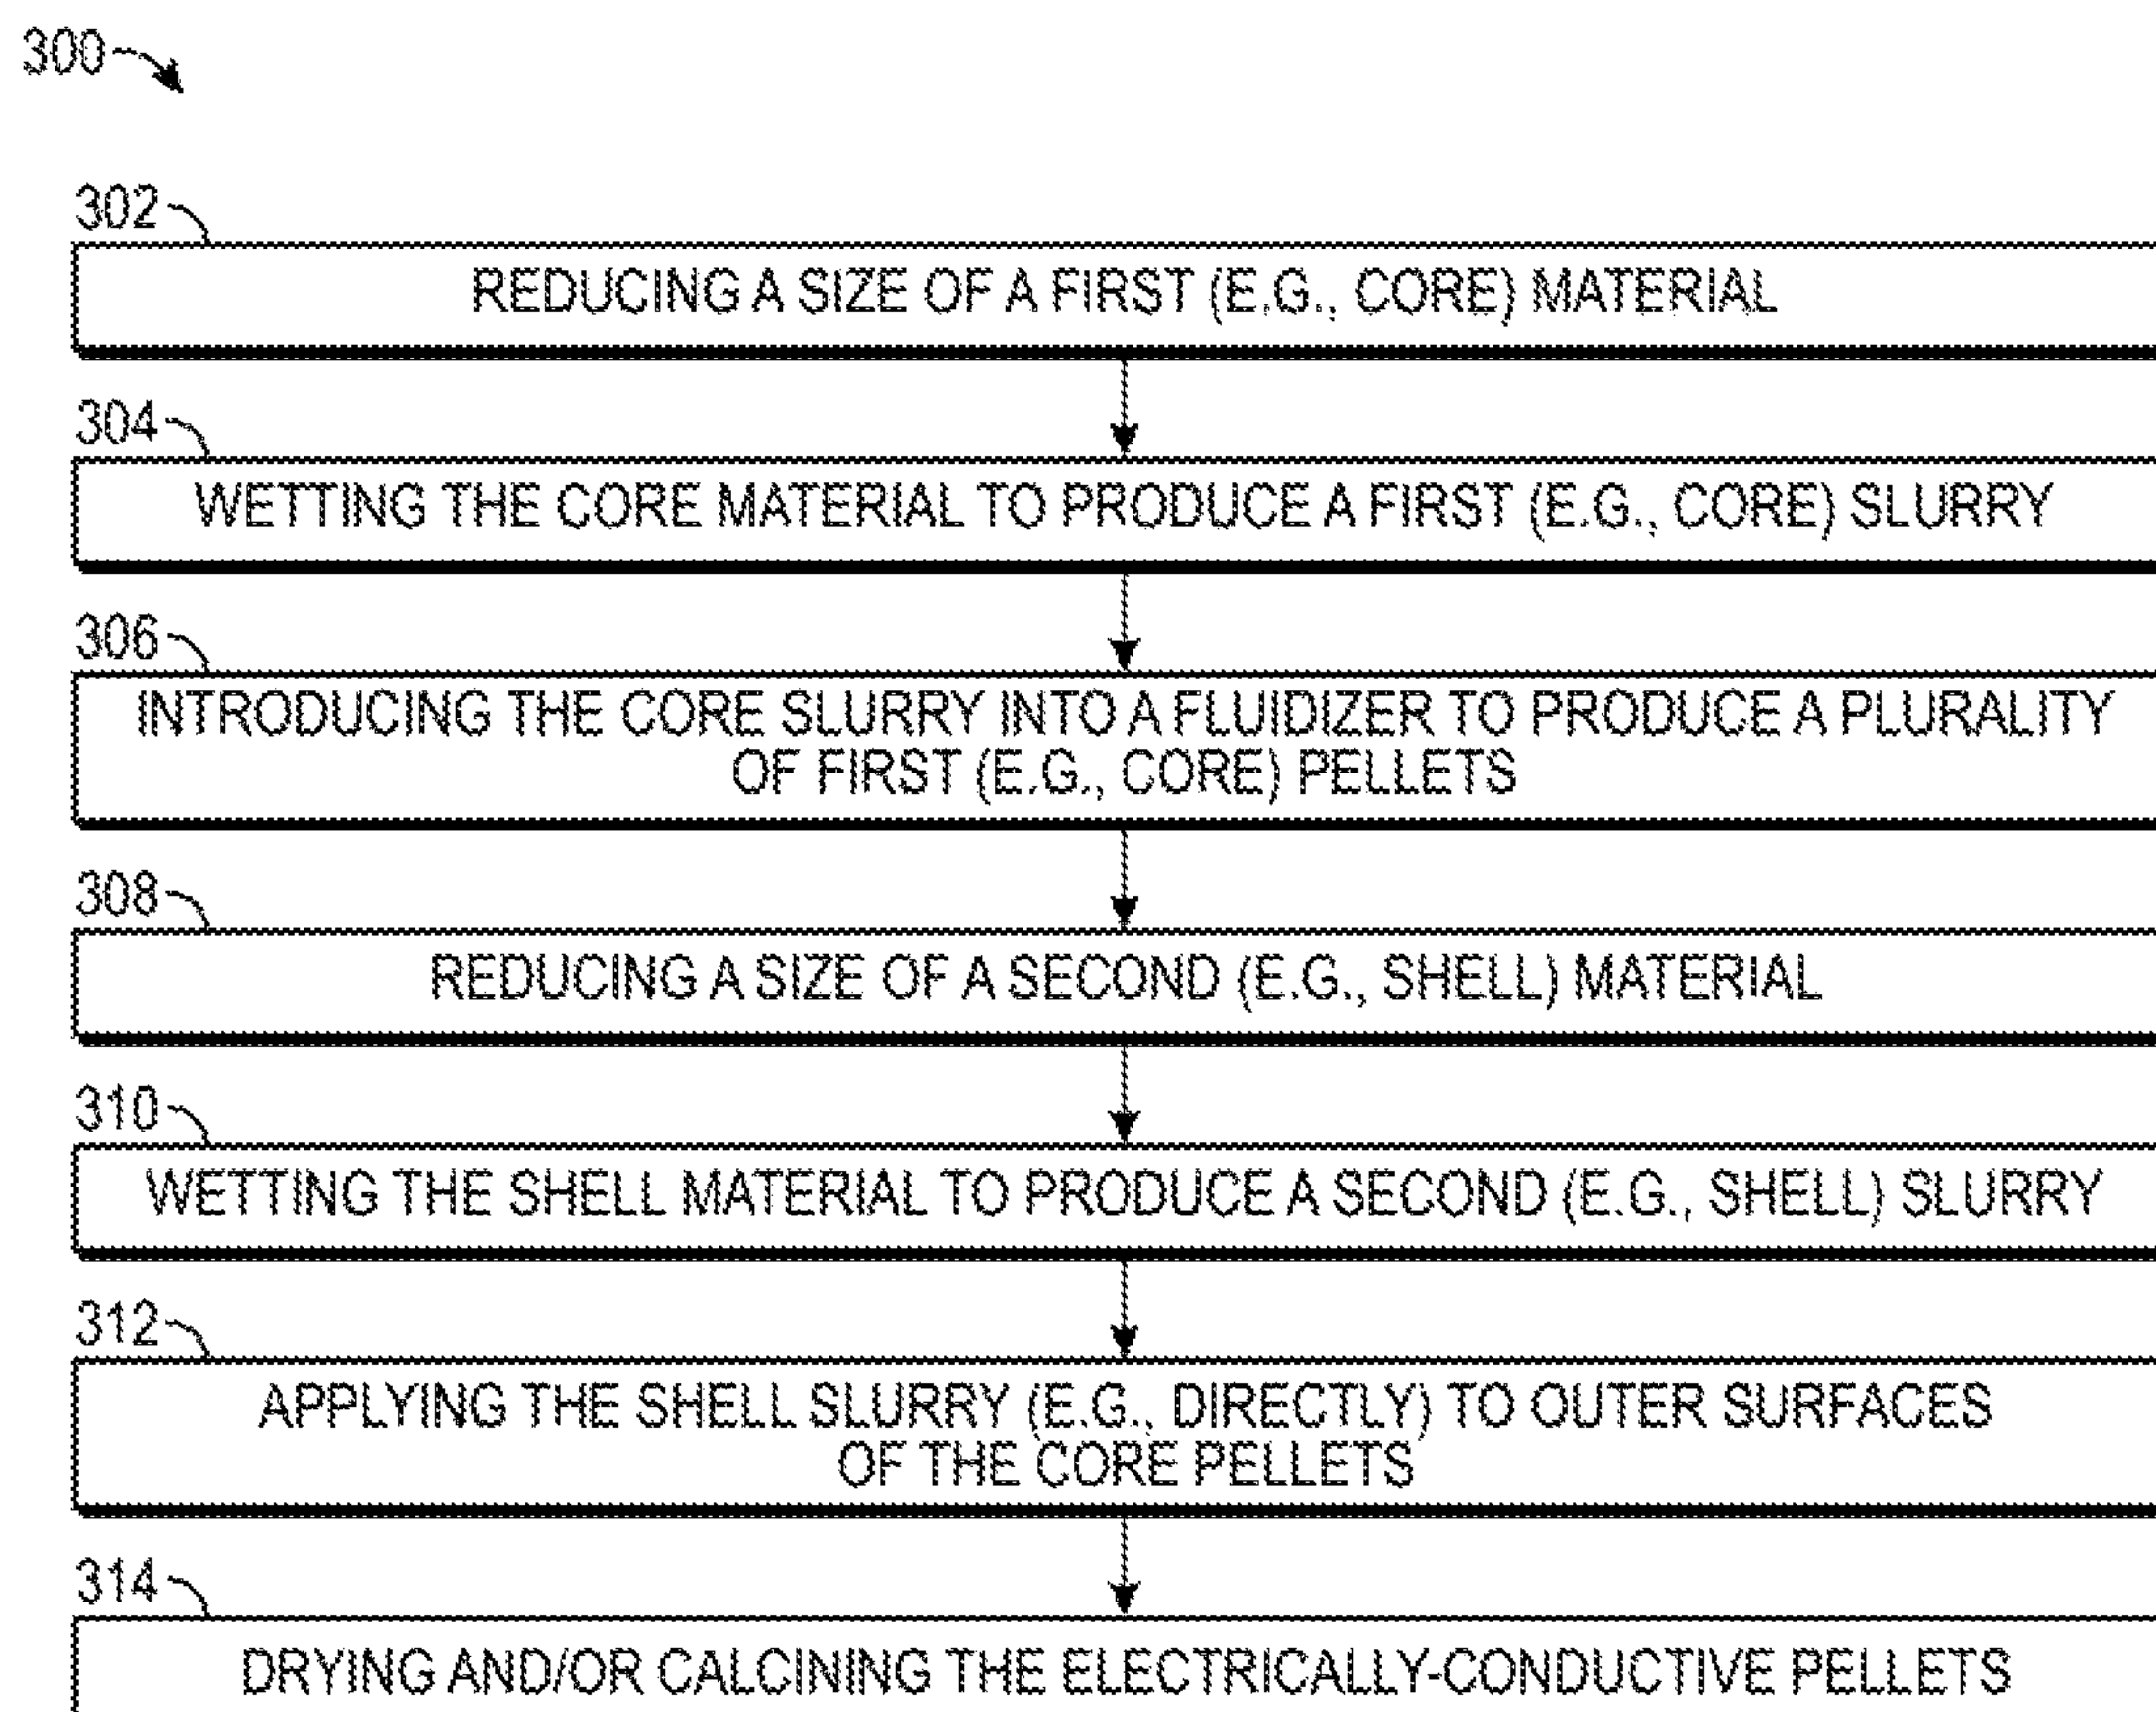 300
302
REDUCING A SIZE OF A FIRST (E.G., CORE) MATERIAL
304
WETTING THE CORE MATERIAL TO PRODUCE A FIRST (E.G., CORE) SLURRY
306
INTRODUCING THE CORE SLURRY INTO A FLUIDIZER TO PRODUCE A PLURALITY
OF FIRST (E.G., CORE) PELLETS
308
REDUCING A SIZE OF A SECOND (E.G., SHELL) MATERIAL
310
WETTING THE SHELL MATERIAL TO PRODUCE A SECOND (E.G., SHELL) SLURRY
312
APPLYING THE SHELL SLURRY (E.G., DIRECTLY) TO OUTER SURFACES
OF THE CORE PELLETS
314
DRYING AND/OR CALCINING THE ELECTRICALLY-CONDUCTIVE PELLETS